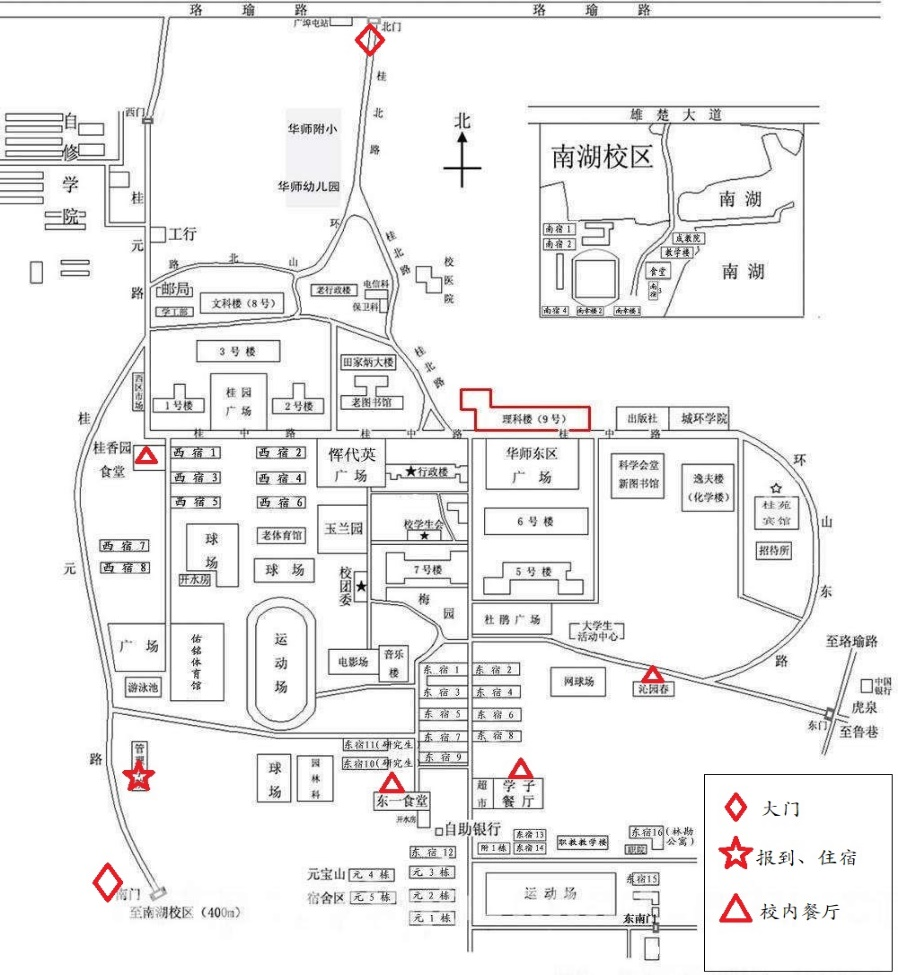 珞 瑜 路
珞 瑜 路
广埠屯站
北门
桂
北
路
西门
自
修
学
院
华师附小
华师幼儿园
北
雄 楚 大 道
南湖校区
南 湖
南 湖
南宿 1
南宿 2
成教院
教学楼
食堂
南宿3
南宿 4
桂
元
路
工行
环
山
北
路
桂
北
路
校
医
院
邮局
学工部
文科楼（8 号）
老行政楼
电信科
保卫科
3 号 楼
田家炳大楼
桂
北
路
西区市场
1号楼
桂 园
广 场
2号楼
老图书馆
理科楼（9 号）
出版社
城环学院
桂 中 路
桂 中 路
桂 中 路
桂
元
路
桂香园
食堂
西 宿 1
西 宿 2
西 宿 3
西 宿 4
西 宿 5
西 宿 6
西 宿 7
西 宿 8
恽代英
广 场
行政楼
华师东区
广 场
科学会堂
新图书馆
逸夫楼
（化学楼）
桂 苑
宾 馆
招待所
环
山
东
路
球
场
开水房
老体育馆
球 场
玉兰园
校学生会
6 号 楼
7 号楼
5 号 楼
校
团
委
梅
园
杜 鹃 广 场
大学生
活动中心
广 场
佑铭体育馆
运
动
场
电影场
音乐
楼
游泳池
东 宿 1
东 宿 2
东 宿 3
东 宿 4
东 宿 5
东 宿 6
东 宿 7
东 宿 8
东 宿 9
网球场
沁园春
至珞瑜路
中国
银行
虎泉
东门
至鲁巷
东宿11(研究生)
东宿10(研究生)
球
场
园
林
科
东一食堂
开水房
超
市
学 子
餐 厅
自助银行
东 宿 12
东宿13
附1栋
东宿14
职教教学楼
东宿16(林勘
公寓)
元宝山
宿舍区
元 4 栋
元 3 栋
元 5 栋
元 2 栋
元 1 栋
运 动 场
东宿15
东南门
南门
至南湖校区（400m）
大门
报到、住宿
校内餐厅